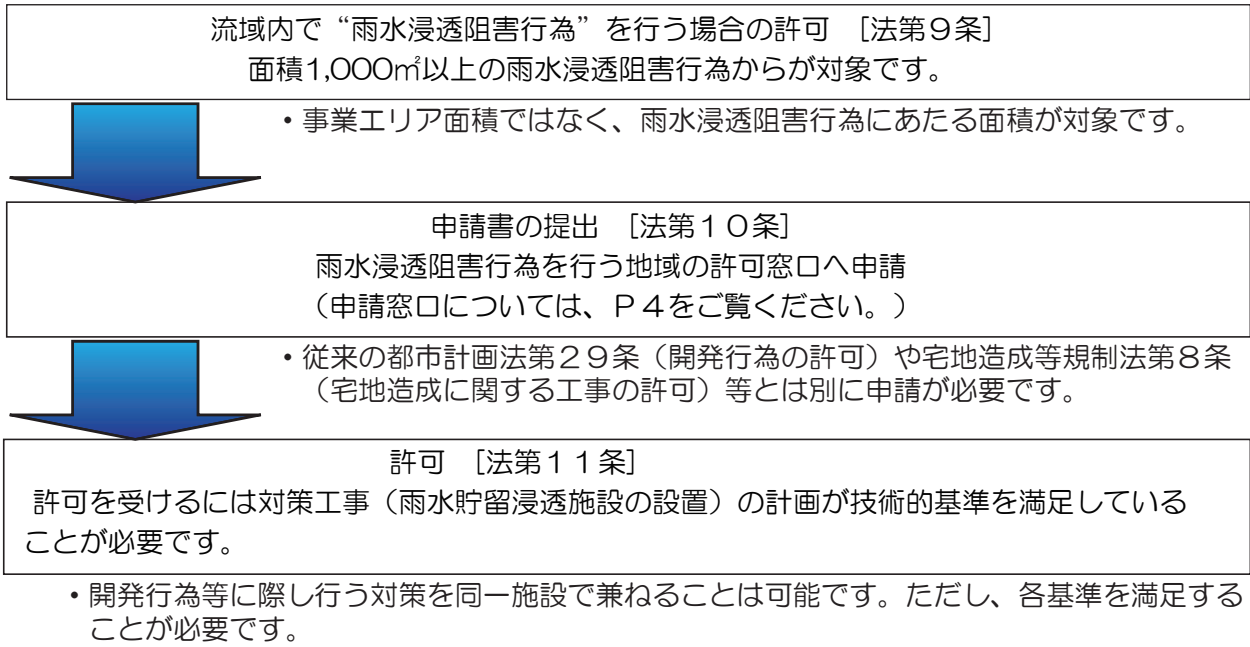 流域内で“雨水浸透阻害行為”を行う場合の許可　[法第９条]
面積1,000㎡以上の雨水浸透阻害行為からが対象です。
・事業エリア面積ではなく、雨水浸透阻害行為にあたる面積が対象です。
申請書の提出　[法第１０条]
雨水浸透阻害行為を行う地域の許可窓口へ申請
（申請窓口については、Ｐ４をご覧ください。）
・従来の都市計画法第２９条（開発行為の許可）や宅地造成等規制法第８条
（宅地造成に関する工事の許可）等とは別に申請が必要です。
許可　[法第１１条]
許可を受けるには対策工事（雨水貯留浸透施設の設置）の計画が技術的基準を満足している
ことが必要です。
・開発行為等に際し行う対策を同一施設で兼ねることは可能です。ただし、各基準を満足する
ことが必要です。